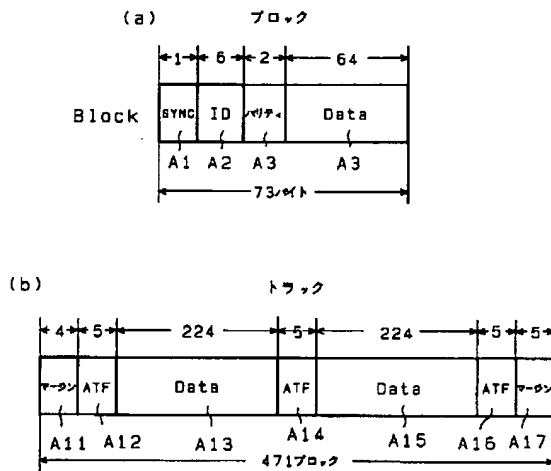 (a) ブロック
1 6 2 64
Block SYNC ID パリティ Data
A1 A2 A3 A3
73バイト
(b) トラック
4 5 224 5 224 5 5
マージン ATF Data ATF Data ATF マージン
A11 A12 A13 A14 A15 A16 A17
471ブロック